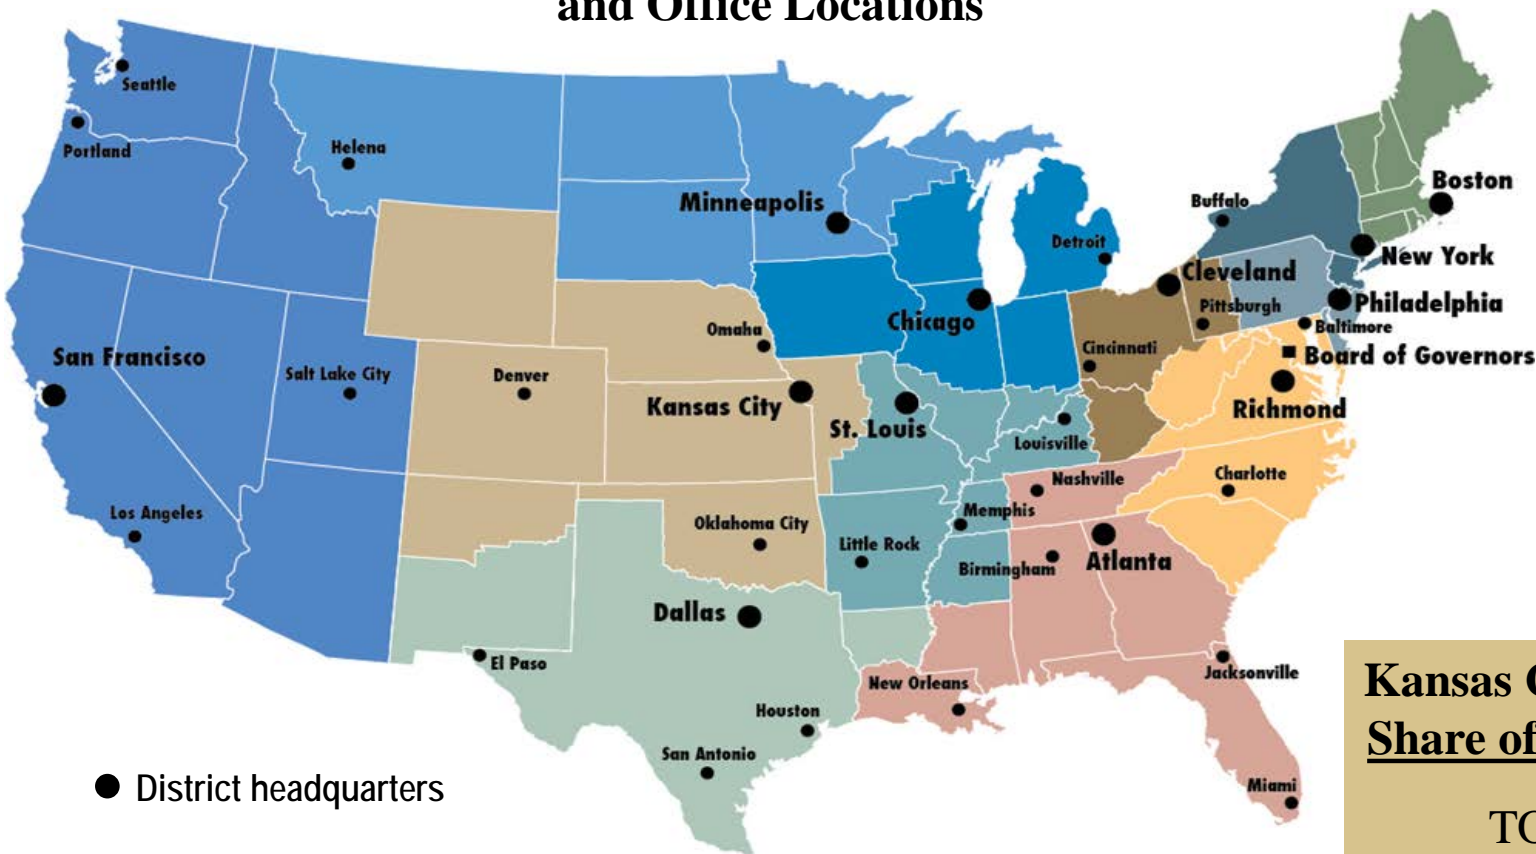 and Office Locations
Seattle
Portland
Helena
Minneapolis
Buffalo
Boston
Detroit
New York
Cleveland
Pittsburgh
Philadelphia
Chicago
Omaha
Baltimore
San Francisco
Cincinnati
Board of Governors
Salt Lake City
Denver
Kansas City
St. Louis
Richmond
Louisville
Nashville
Charlotte
Los Angeles
Oklahoma City
Memphis
Little Rock
Birmingham
Atlanta
Dallas
El Paso
Jacksonville
New Orleans
Houston
San Antonio
Miami
District headquarters
Kansas
Share of